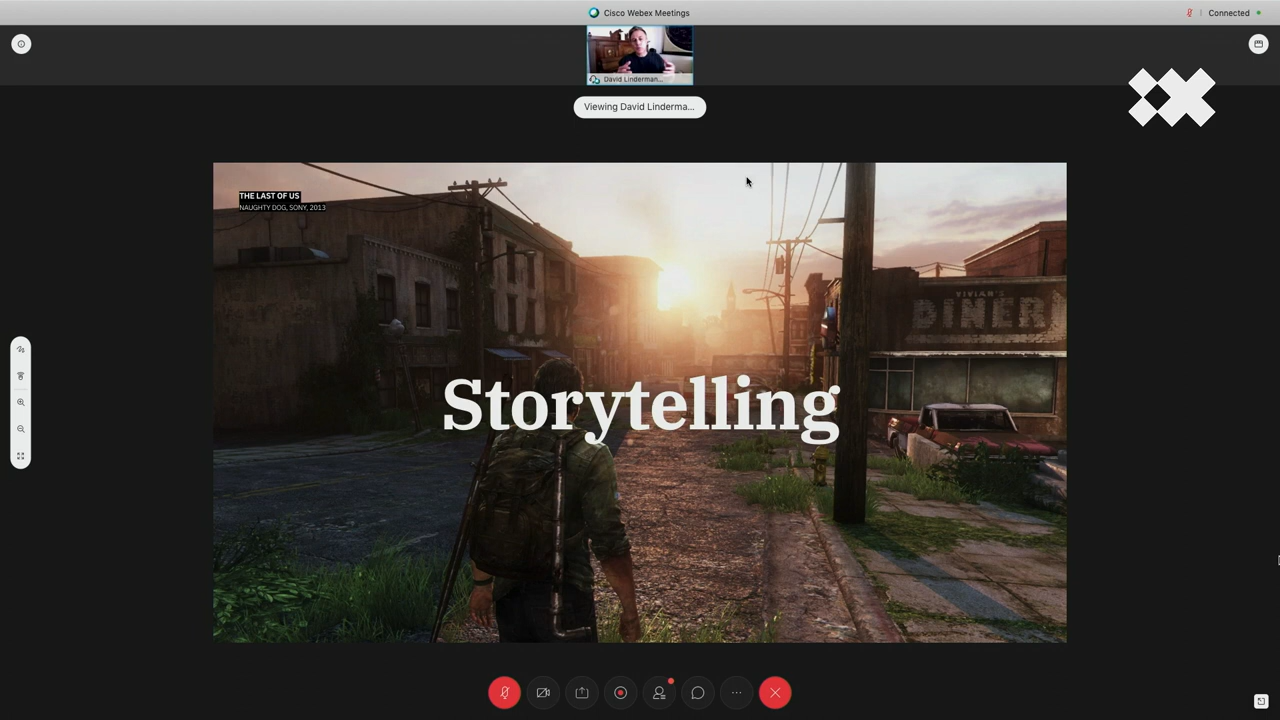 Cisco Webex Meetings
Connected
David Linderman...
Viewing David Linderma...
THE LAST OF US
NAUGHTY DOG, SONY, 2013
VIVIAN'S
DINER
Storytelling